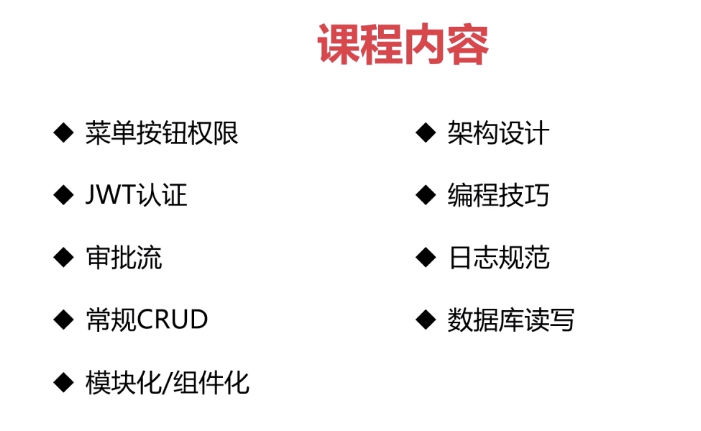 课程内容
菜单按钮权限
JWT认证
审批流
常规CRUD
模块化/组件化
架构设计
编程技巧
日志规范
数据库读写